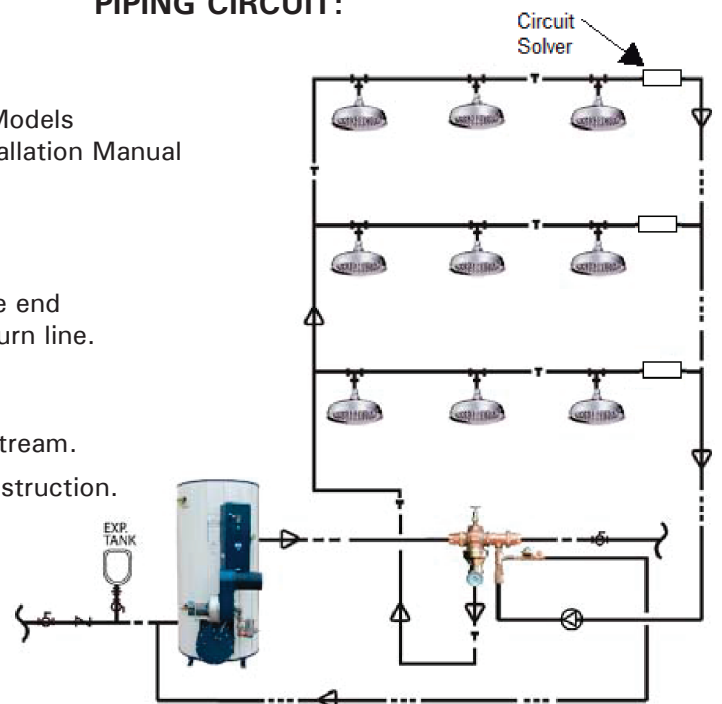 PIPING CIRCUIT:
Circuit
Solver
Models
allation Manual
e end
urn line.
tream.
struction.
EXP.
TANK
T
T
T
T
T
T